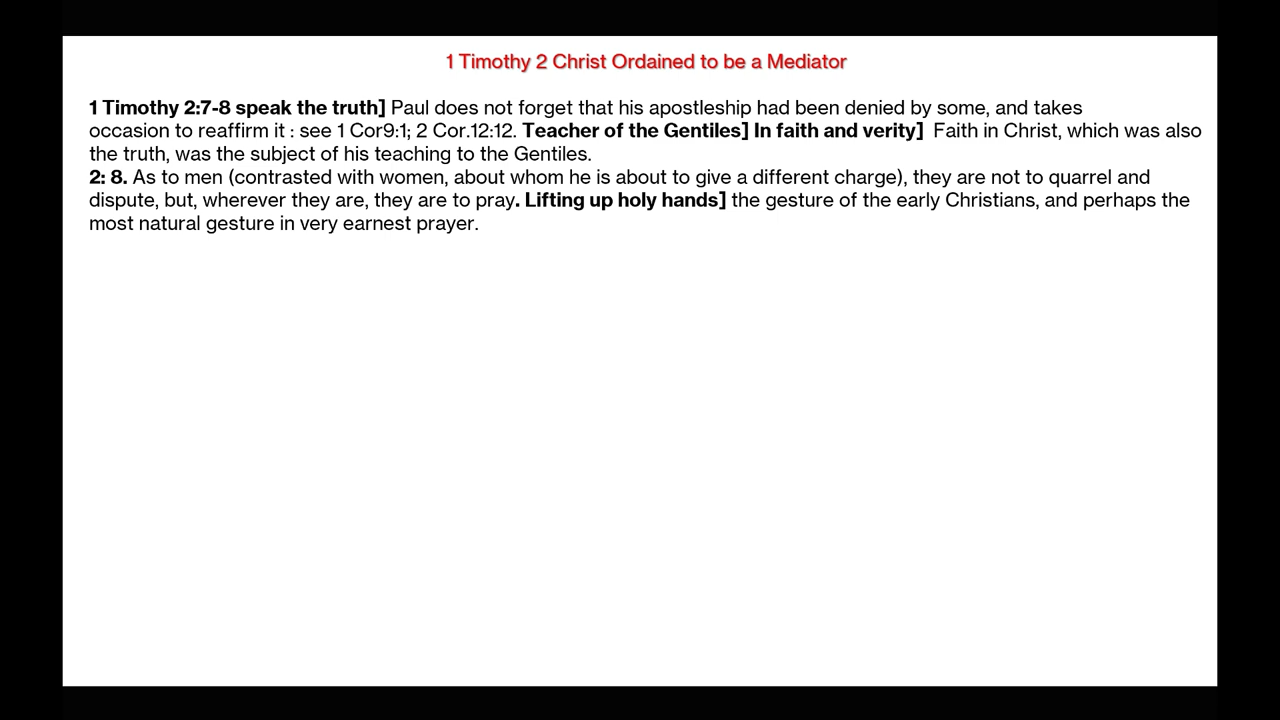 1 Timothy 2 Christ Ordained to be a Mediator
1 Timothy 2:7-8 speak the truth] Paul does not forget that his apostleship had been denied by some, and takes
occasion to reaffirm it : see 1 Cor9:1; 2 Cor.12:12. Teacher of the Gentiles] In faith and verity]  Faith in Christ, which was also
the truth, was the subject of his teaching to the Gentiles.
2: 8. As to men (contrasted with women, about whom he is about to give a different charge), they are not to quarrel and
dispute, but, wherever they are, they are to pray. Lifting up holy hands] the gesture of the early Christians, and perhaps the
most natural gesture in very earnest prayer.